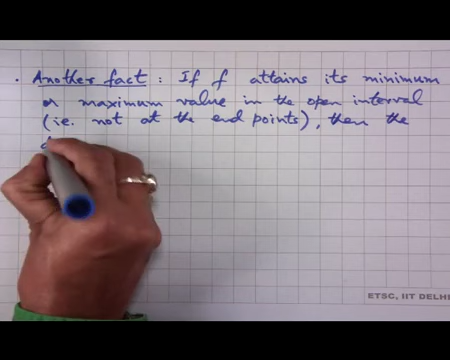 · Another fact : If f attains its minimum
or maximum value in the open interval
(i.e. not at the end points), then the
ETSC, IIT DELHI